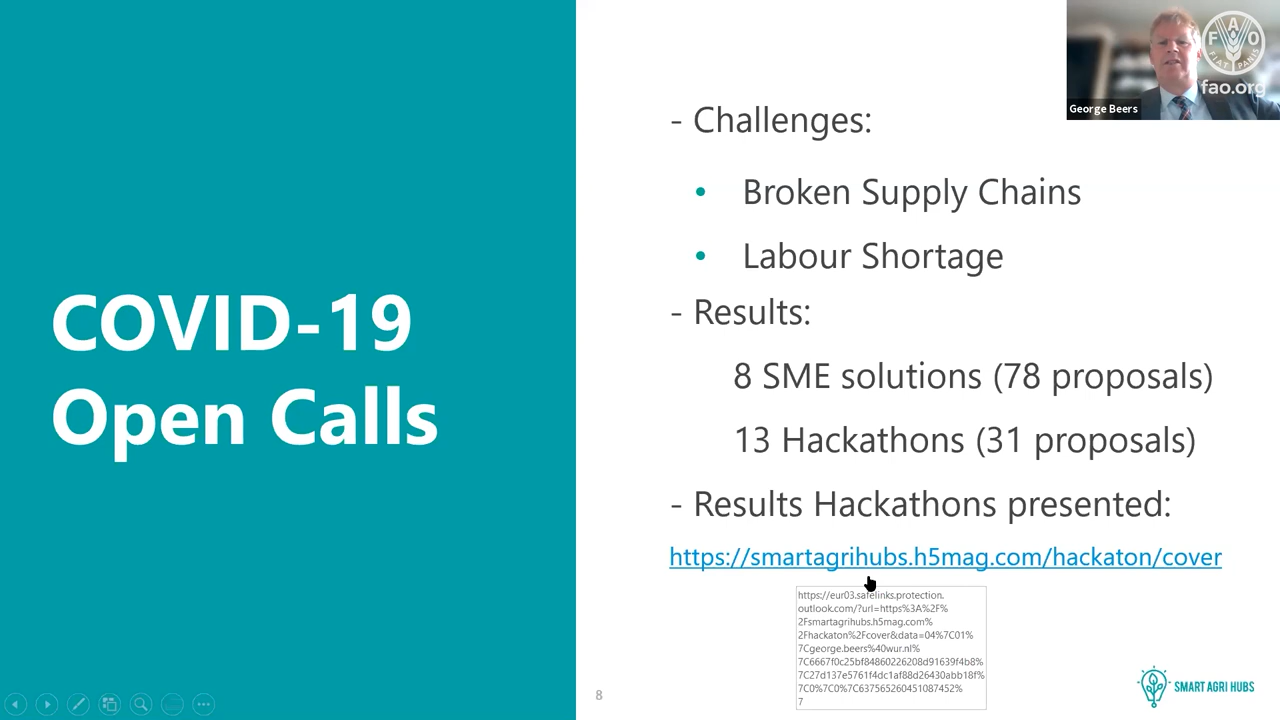 COVID-19
Open Calls
- Challenges:
• Broken Supply Chains
• Labour Shortage
- Results:
8 SME solutions (78 proposals)
13 Hackathons (31 proposals)
- Results Hackathons presented:
https://smartagrihubs.h5mag.com/hackaton/cover
https://eur03.safelinks.protection.
outlook.com/?url=https%3A%2F%
2Fsmartagrihubs.h5mag.com%
2Fhackaton%2Fcover&data=04%7C01%
7Cgeorge.beers%40wur.nl%
7C6667f0c25bf84860226208d91639f4b8%
7C27d137e5761f4dc1af88d26430abb18f%
7C0%7C0%7C637565260451087452%
7
8
SMART AGRI HUBS
George Beers
F A O
FIAT PANIS
fao.org